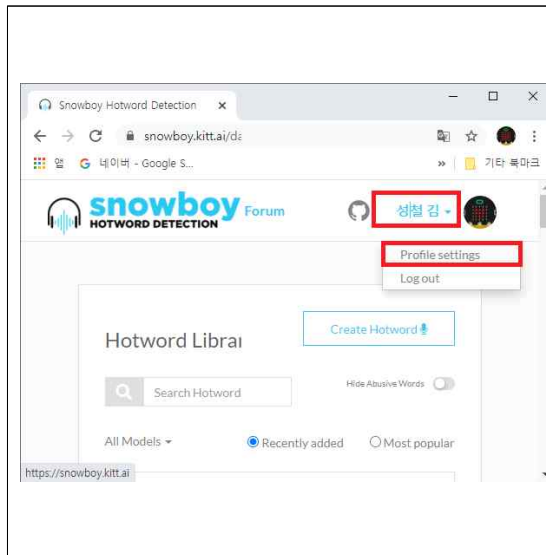 Snowboy Hotword Detection
snowboy.kitt.ai/da
앱 네이버 - Google S... » 기타 북마크
snowboy Forum 성철 김
HOTWORD DETECTION
Profile settings
Log out
Hotword Librar
Create Hotword
Search Hotword
Hide Abusive Words
All Models Recently added Most popular
https://snowboy.kitt.ai